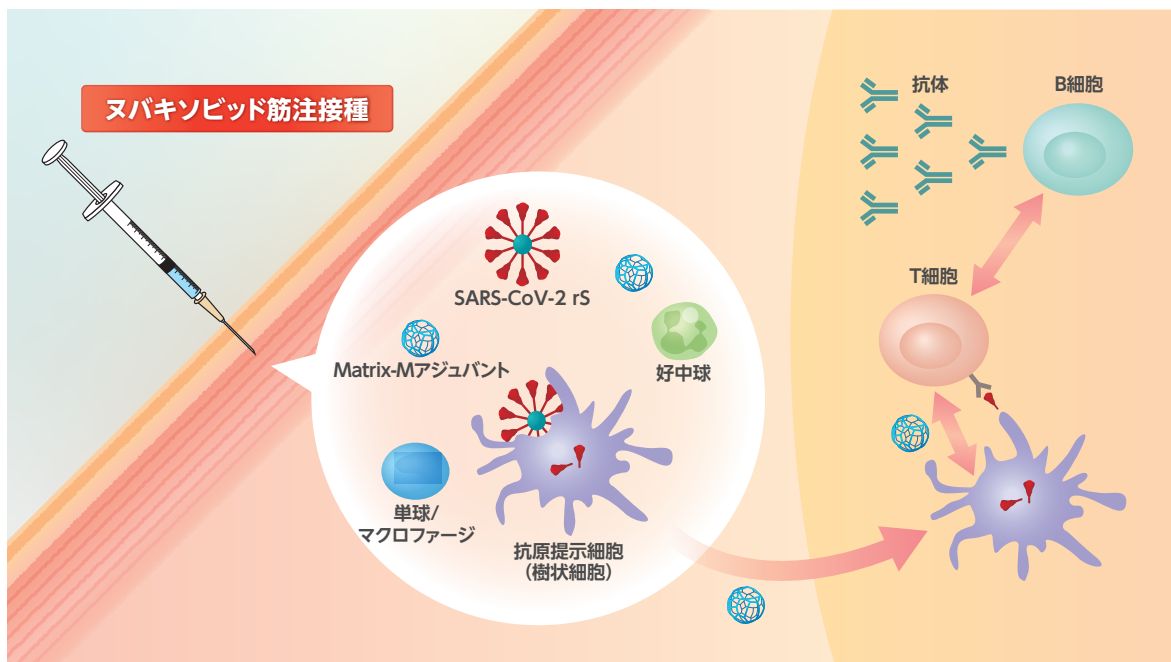 ヌバキソビッド筋注接種
SARS-CoV-2 rS
Matrix-Mアジュバント
好中球
単球/
マクロファージ
抗原提示細胞
(樹状細胞)
抗体
B細胞
T細胞